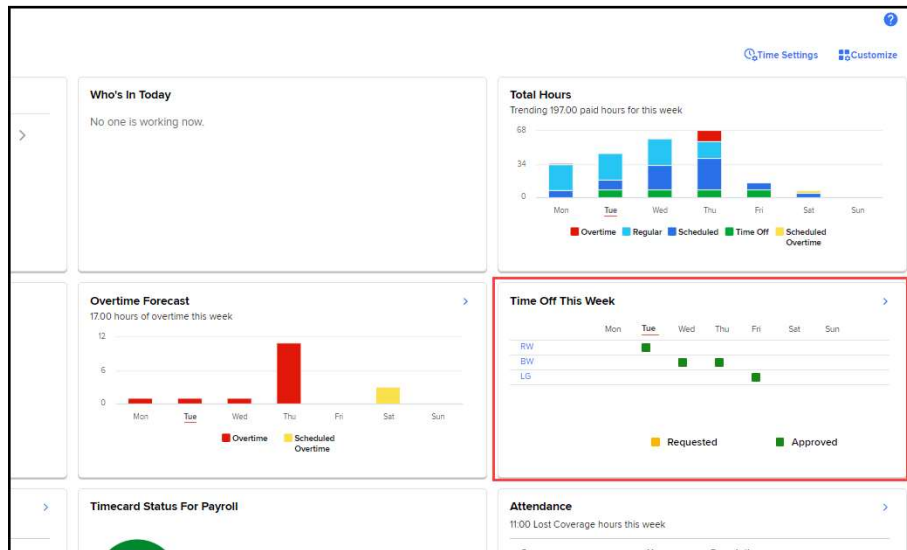 ?
Time Settings Customize
Who's In Today
No one is working now.
Total Hours
Trending 197.00 paid hours for this week
68
34
0
Mon Tue Wed Thu Fri Sat Sun
Overtime Regular Scheduled Time Off Scheduled Overtime
Overtime Forecast
17.00 hours of overtime this week
12
6
0
Mon Tue Wed Thu Fri Sat Sun
Overtime Scheduled Overtime
Time Off This Week
Mon Tue Wed Thu Fri Sat Sun
RW
BW
LG
Requested Approved
Timecard Status For Payroll
Attendance
11:00 Lost Coverage hours this week